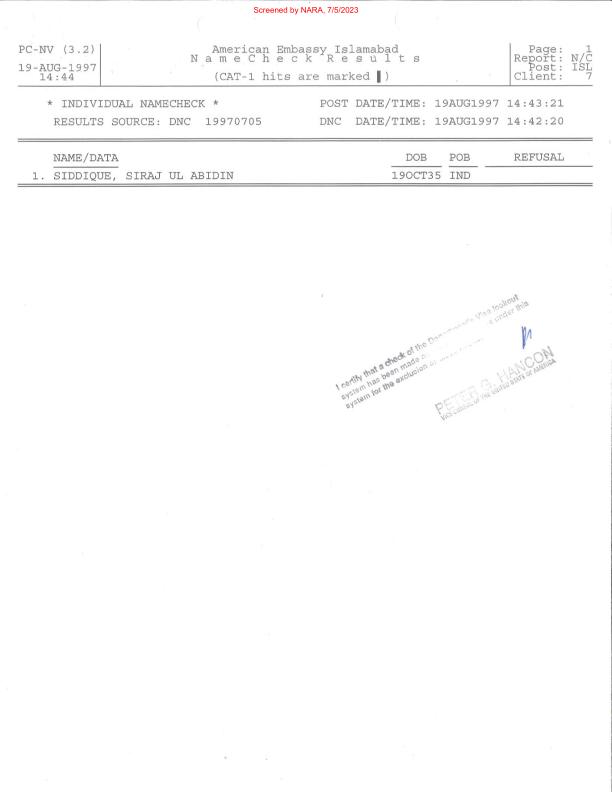 Screened by NARA, 7/5/2023
PC-NV (3.2)
19-AUG-1997
14:44
American Embassy Islamabad
NameCheck Results
(CAT-1 hits are marked ▌)
Page: 1
Report: N/C
Post: ISL
Client: 7
* INDIVIDUAL NAMECHECK *
POST DATE/TIME: 19AUG1997 14:43:21
RESULTS SOURCE: DNC 19970705
DNC DATE/TIME: 19AUG1997 14:42:20
NAME/DATA DOB POB REFUSAL
1. SIDDIQUE, SIRAJ UL ABIDIN 19OCT35 IND
I certify that a check of the Department's Visa lookout
system has been made under this
system for the exclusion
PETER G. HANCON
VICE CONSUL OF THE UNITED STATE OF AMERICA